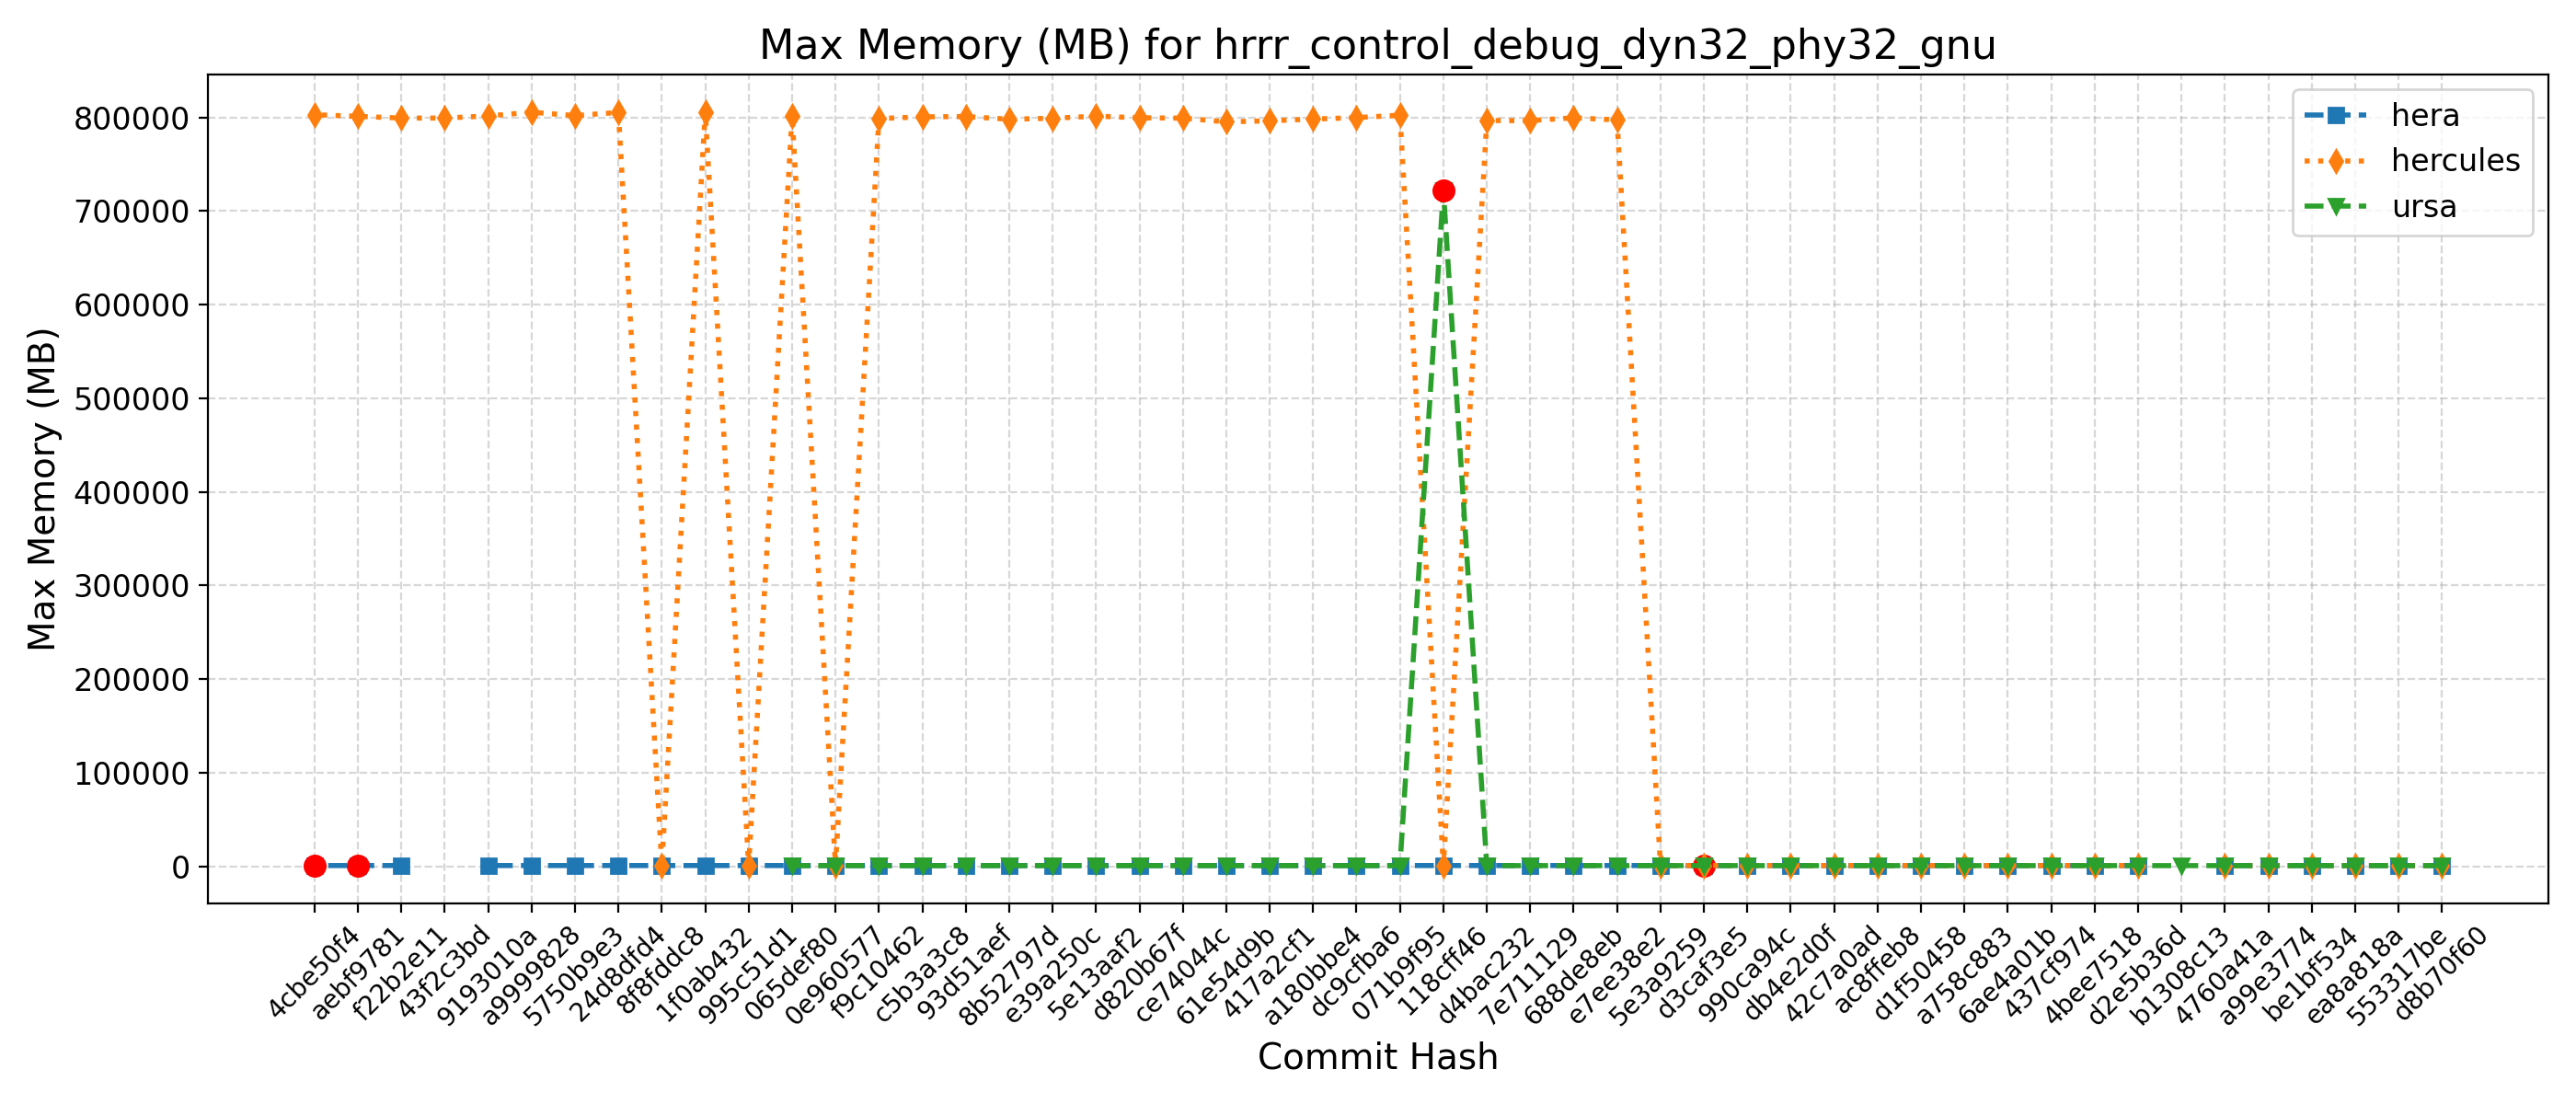 Max Memory (MB) for hrrr_control_debug_dyn32_phy32_gnu
Max Memory (MB)
800000
700000
600000
500000
400000
300000
200000
100000
0
hera
hercules
ursa
4cbe50f4
aebf9781
f22b2e11
43f2c3bd
9193010a
a9999828
5750b9e3
24d8dfd4
8f8fddc8
1f0ab432
995c51d1
065def80
0e960577
f9c10462
c5b3a3c8
93d51aef
8b52797d
e39a250c
5e13aaf2
d820b67f
ce74044c
61e54d9b
417a2cf1
a180bbe4
dc9cfba6
071b9f95
118cff46
d4bac232
7e711129
688de8eb
e7ee38e2
5e3a9259
d3caf3e5
990ca94c
db4e2d0f
42c7a0ad
ac8ffeb8
d1f50458
a758c883
6ae4a01b
437cf974
4bee7518
d2e5b36d
b1308c13
4760a41a
a99e3774
be1bf534
ea8a818a
553317be
d8b70f60
Commit Hash